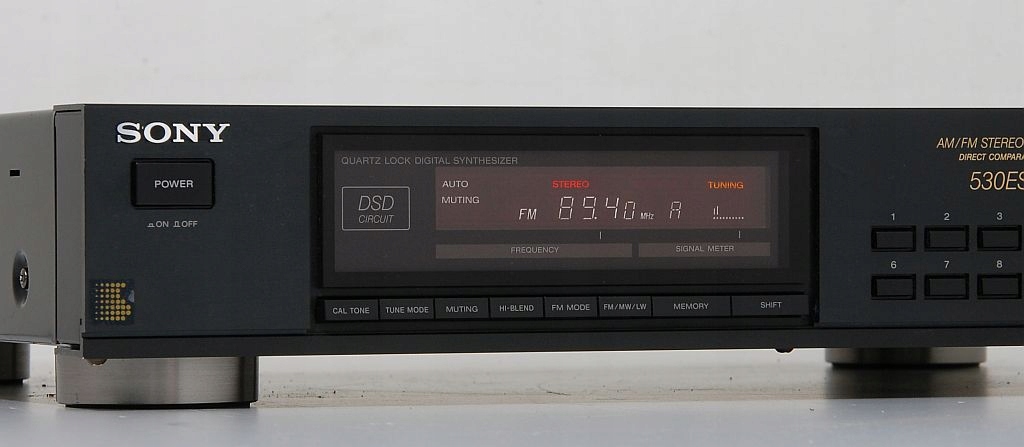 SONY
POWER
ON OFF
QUARTZ LOCK DIGITAL SYNTHESIZER
DSD
CIRCUIT
AUTO
STEREO
TUNING
MUTING
FM 89.40 MHz A
FREQUENCY
SIGNAL METER
CAL TONE TUNE MODE MUTING HI-BLEND FM MODE FM/MW/LW MEMORY SHIFT
AM/FM STEREO
DIRECT COMPARA
530ES
1 2 3
6 7 8